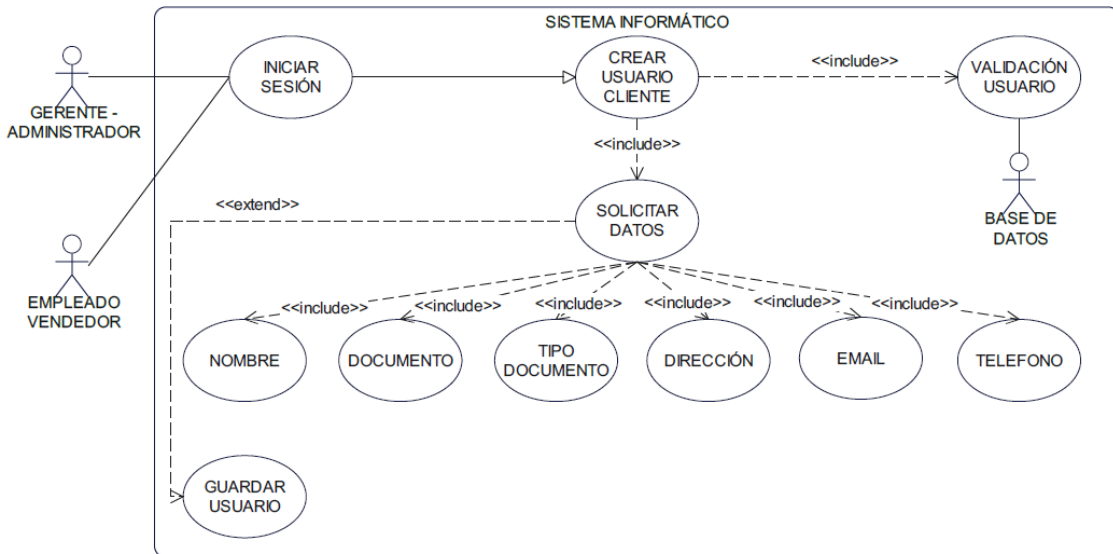 SISTEMA INFORMÁTICO
INICIAR
SESIÓN
CREAR
USUARIO
CLIENTE
<<include>>
VALIDACIÓN
USUARIO
GERENTE -
ADMINISTRADOR
<<include>>
<<extend>>
SOLICITAR
DATOS
BASE DE
DATOS
EMPLEADO
VENDEDOR
<<include>>
<<include>>
<<include>>
<<include>>
<<include>>
<<include>>
NOMBRE
DOCUMENTO
TIPO
DOCUMENTO
DIRECCIÓN
EMAIL
TELEFONO
GUARDAR
USUARIO